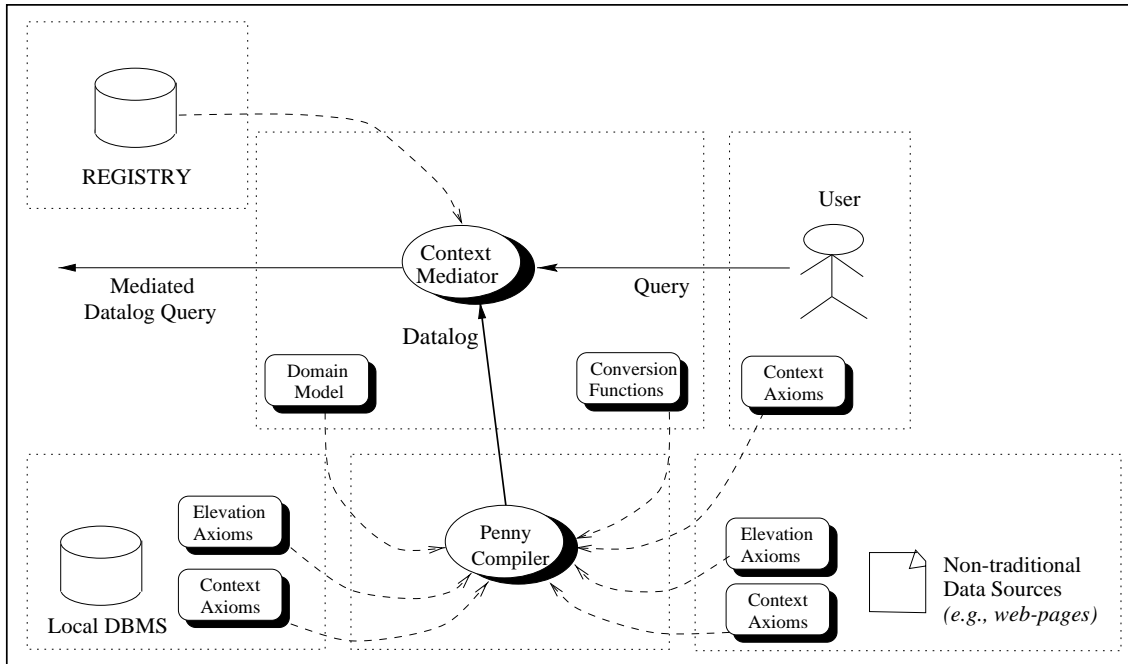 REGISTRY
User
Context
Mediator
Mediated
Datalog Query
Query
Datalog
Domain
Model
Conversion
Functions
Context
Axioms
Elevation
Axioms
Context
Axioms
Local DBMS
Penny
Compiler
Elevation
Axioms
Context
Axioms
Non-traditional
Data Sources
(e.g., web-pages)